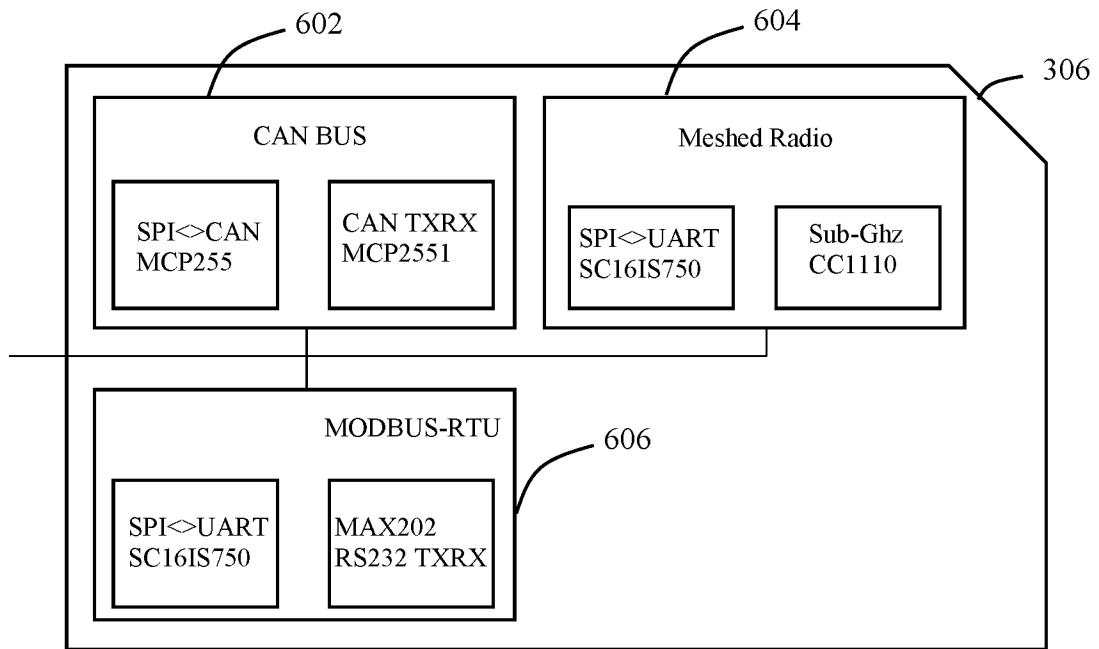 602
604
306
CAN BUS
SPI<>CAN
MCP255
CAN TXRX
MCP2551
Meshed Radio
SPI<>UART
SC16IS750
Sub-Ghz
CC1110
MODBUS-RTU
606
SPI<>UART
SC16IS750
MAX202
RS232 TXRX